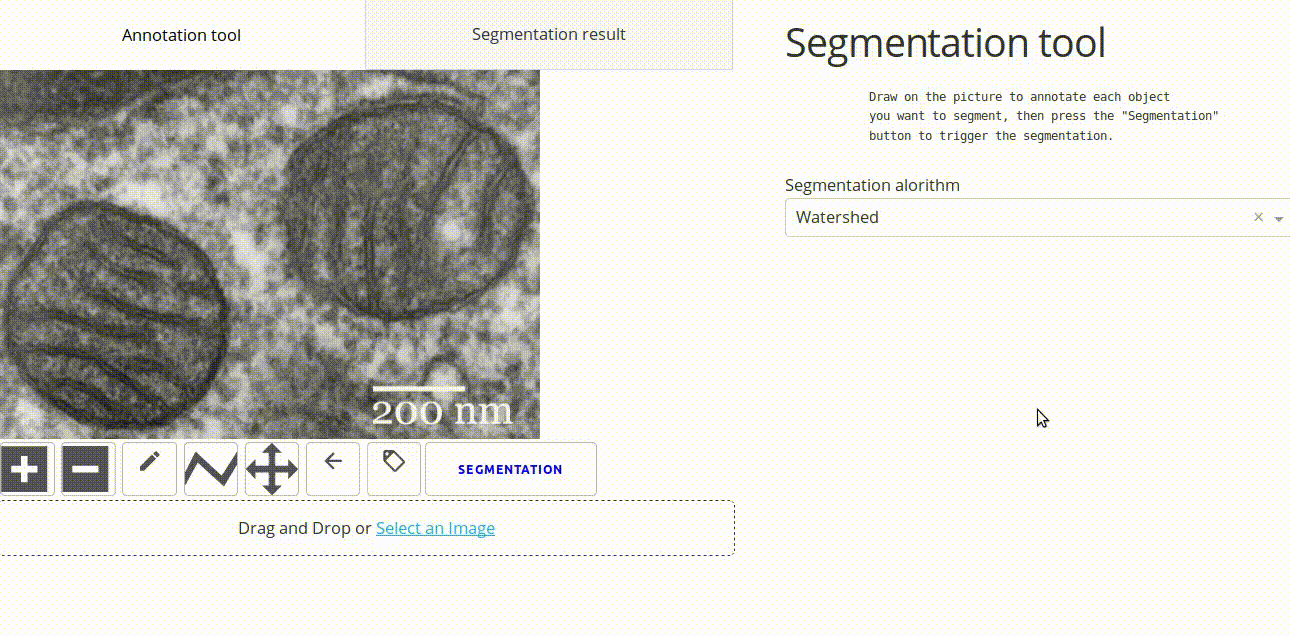 Annotation tool
Segmentation result
200 nm
SEGMENTATION
Drag and Drop or Select an Image
Segmentation tool
Draw on the picture to annotate each object
you want to segment, then press the "Segmentation"
button to trigger the segmentation.
Segmentation alorithm
Watershed